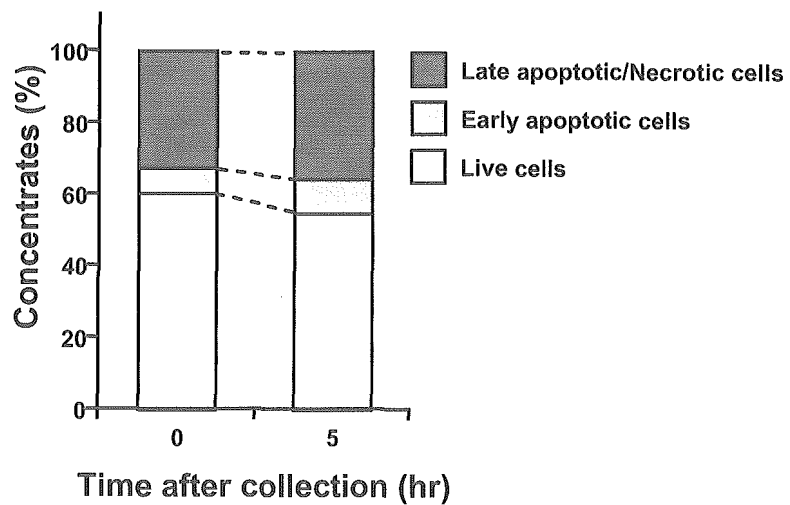 Concentrates (%)
100
80
60
40
20
0
0
5
Time after collection (hr)
Late apoptotic/Necrotic cells
Early apoptotic cells
Live cells